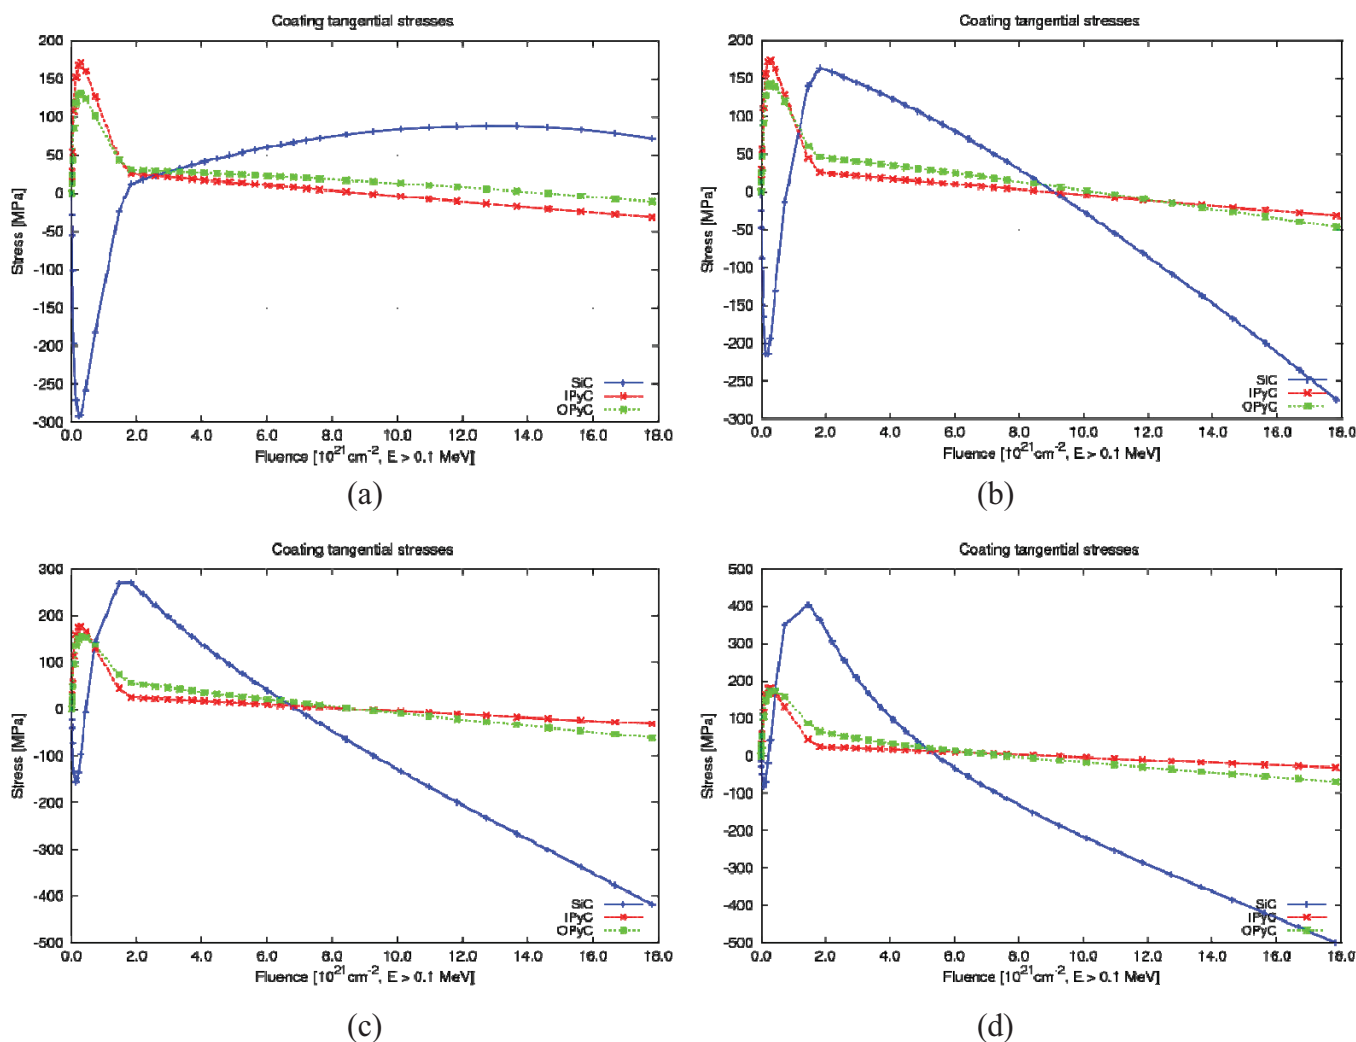 Coating tangential stresses
200
150
100
50
0
-50
-100
-150
-200
-250
-300
Stress [MPa]
SiC
IPyC
OPyC
0.0 2.0 4.0 6.0 8.0 10.0 12.0 14.0 16.0 18.0
Fluence [10²¹ cm⁻², E > 0.1 MeV]
(a)
Coating tangential stresses
200
150
100
50
0
-50
-100
-150
-200
-250
-300
Stress [MPa]
SiC
IPyC
OPyC
0.0 2.0 4.0 6.0 8.0 10.0 12.0 14.0 16.0 18.0
Fluence [10²¹ cm⁻², E > 0.1 MeV]
(b)
Coating tangential stresses
300
200
100
0
-100
-200
-300
-400
-500
Stress [MPa]
SiC
IPyC
OPyC
0.0 2.0 4.0 6.0 8.0 10.0 12.0 14.0 16.0 18.0
Fluence [10²¹ cm⁻², E > 0.1 MeV]
(c)
Coating tangential stresses
500
400
300
200
100
0
-100
-200
-300
-400
-500
Stress [MPa]
SiC
IPyC
OPyC
0.0 2.0 4.0 6.0 8.0 10.0 12.0 14.0 16.0 18.0
Fluence [10²¹ cm⁻², E > 0.1 MeV]
(d)